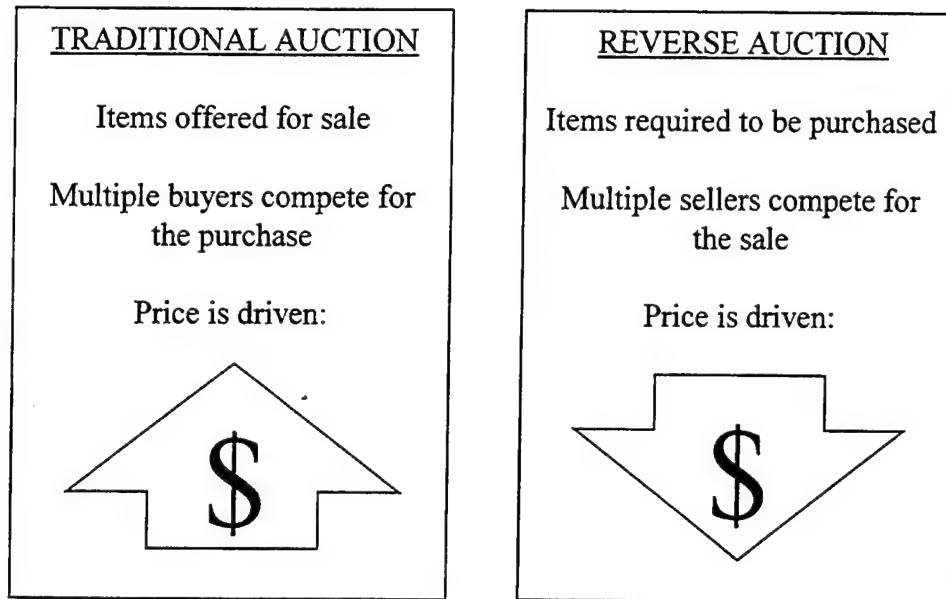 TRADITIONAL AUCTION
Items offered for sale
Multiple buyers compete for
the purchase
Price is driven:
$
REVERSE AUCTION
Items required to be purchased
Multiple sellers compete for
the sale
Price is driven:
$